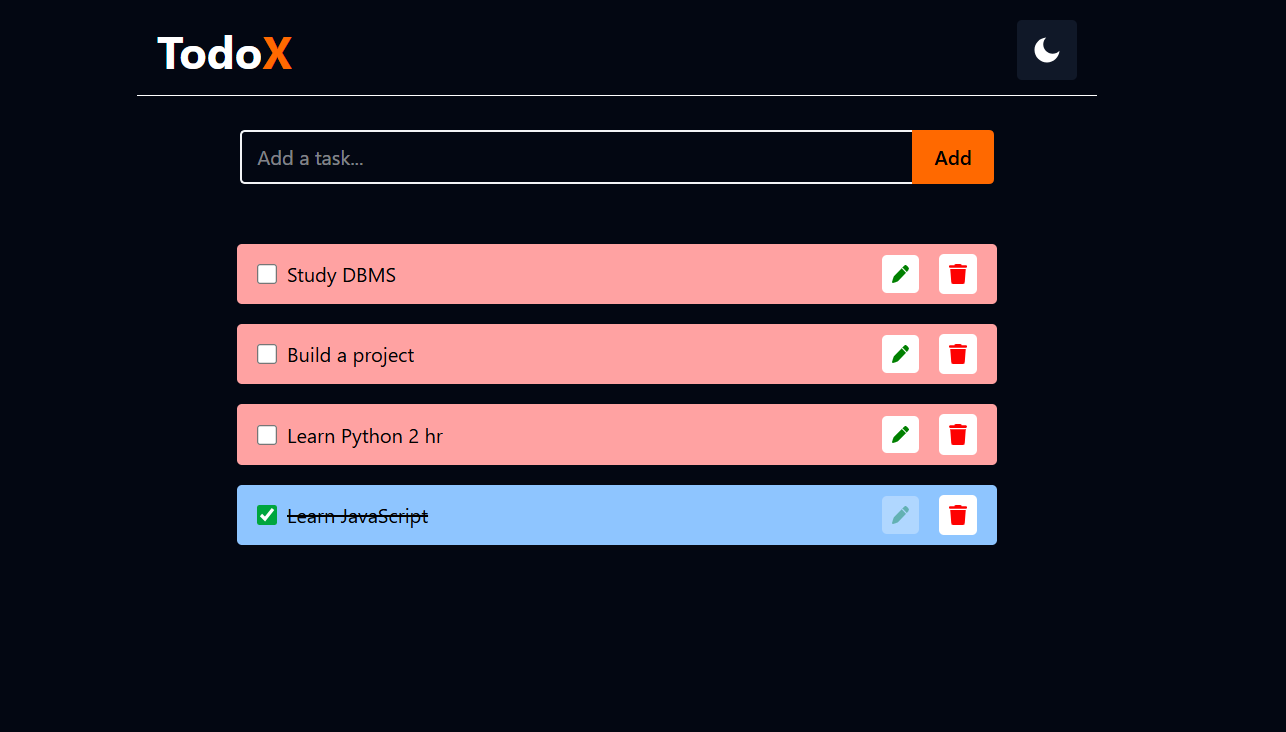 TodoX
Add a task...
Add
Study DBMS
Build a project
Learn Python 2 hr
Learn JavaScript